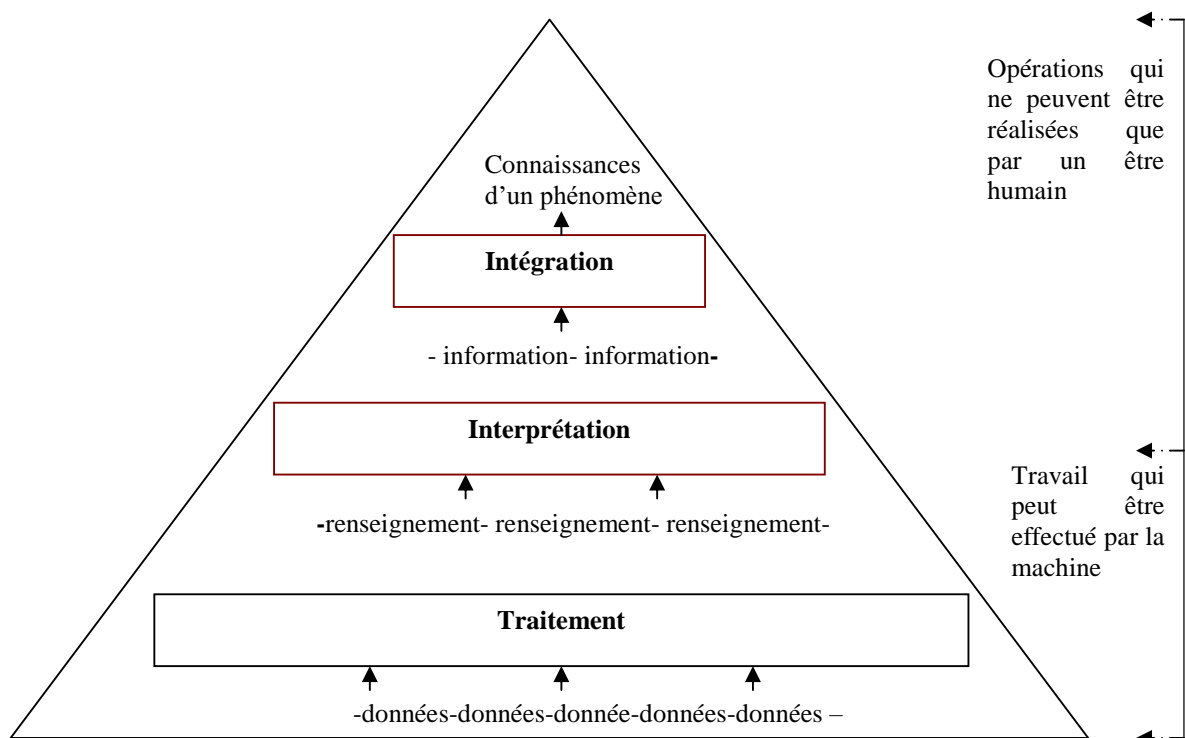 Opérations qui
ne peuvent être
réalisées que
par un être
humain
Connaissances
d’un phénomène
Intégration
- information- information-
Interprétation
-renseignement- renseignement- renseignement-
Travail qui
peut être
effectué par la
machine
Traitement
-données-données-donnée-données-données –